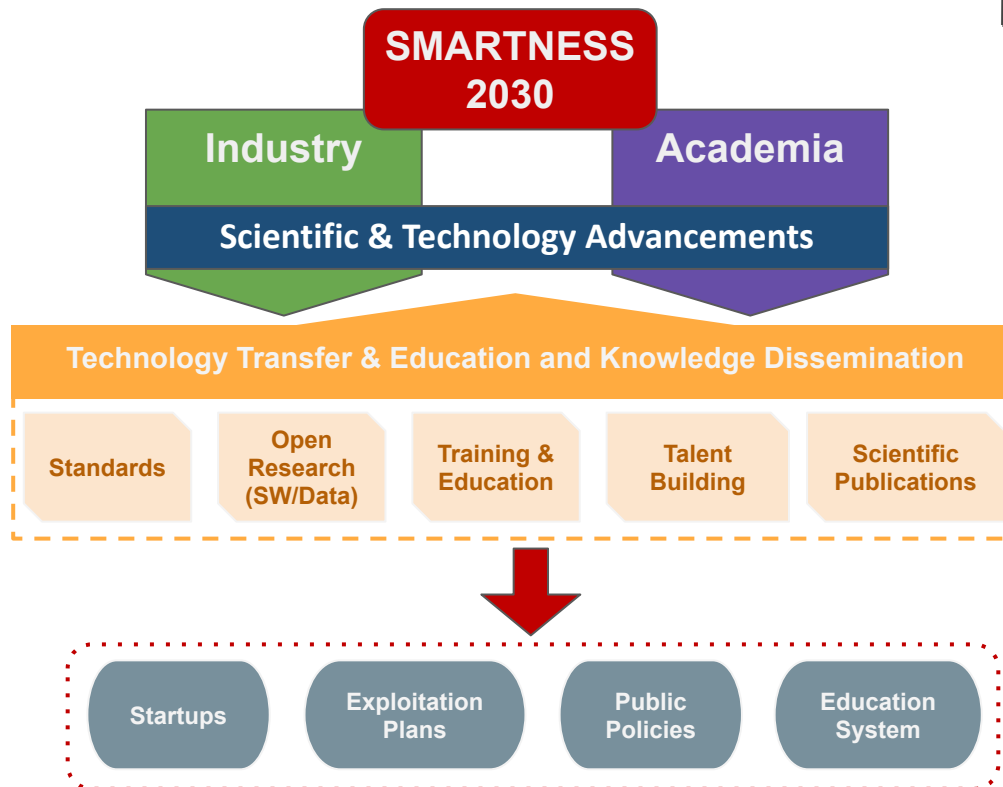 SMARTNESS
2030
Industry
Academia
Scientific & Technology Advancements
Technology Transfer & Education and Knowledge Dissemination
Standards
Open
Research
(SW/Data)
Training &
Education
Talent
Building
Scientific
Publications
Startups
Exploitation
Plans
Public
Policies
Education
System